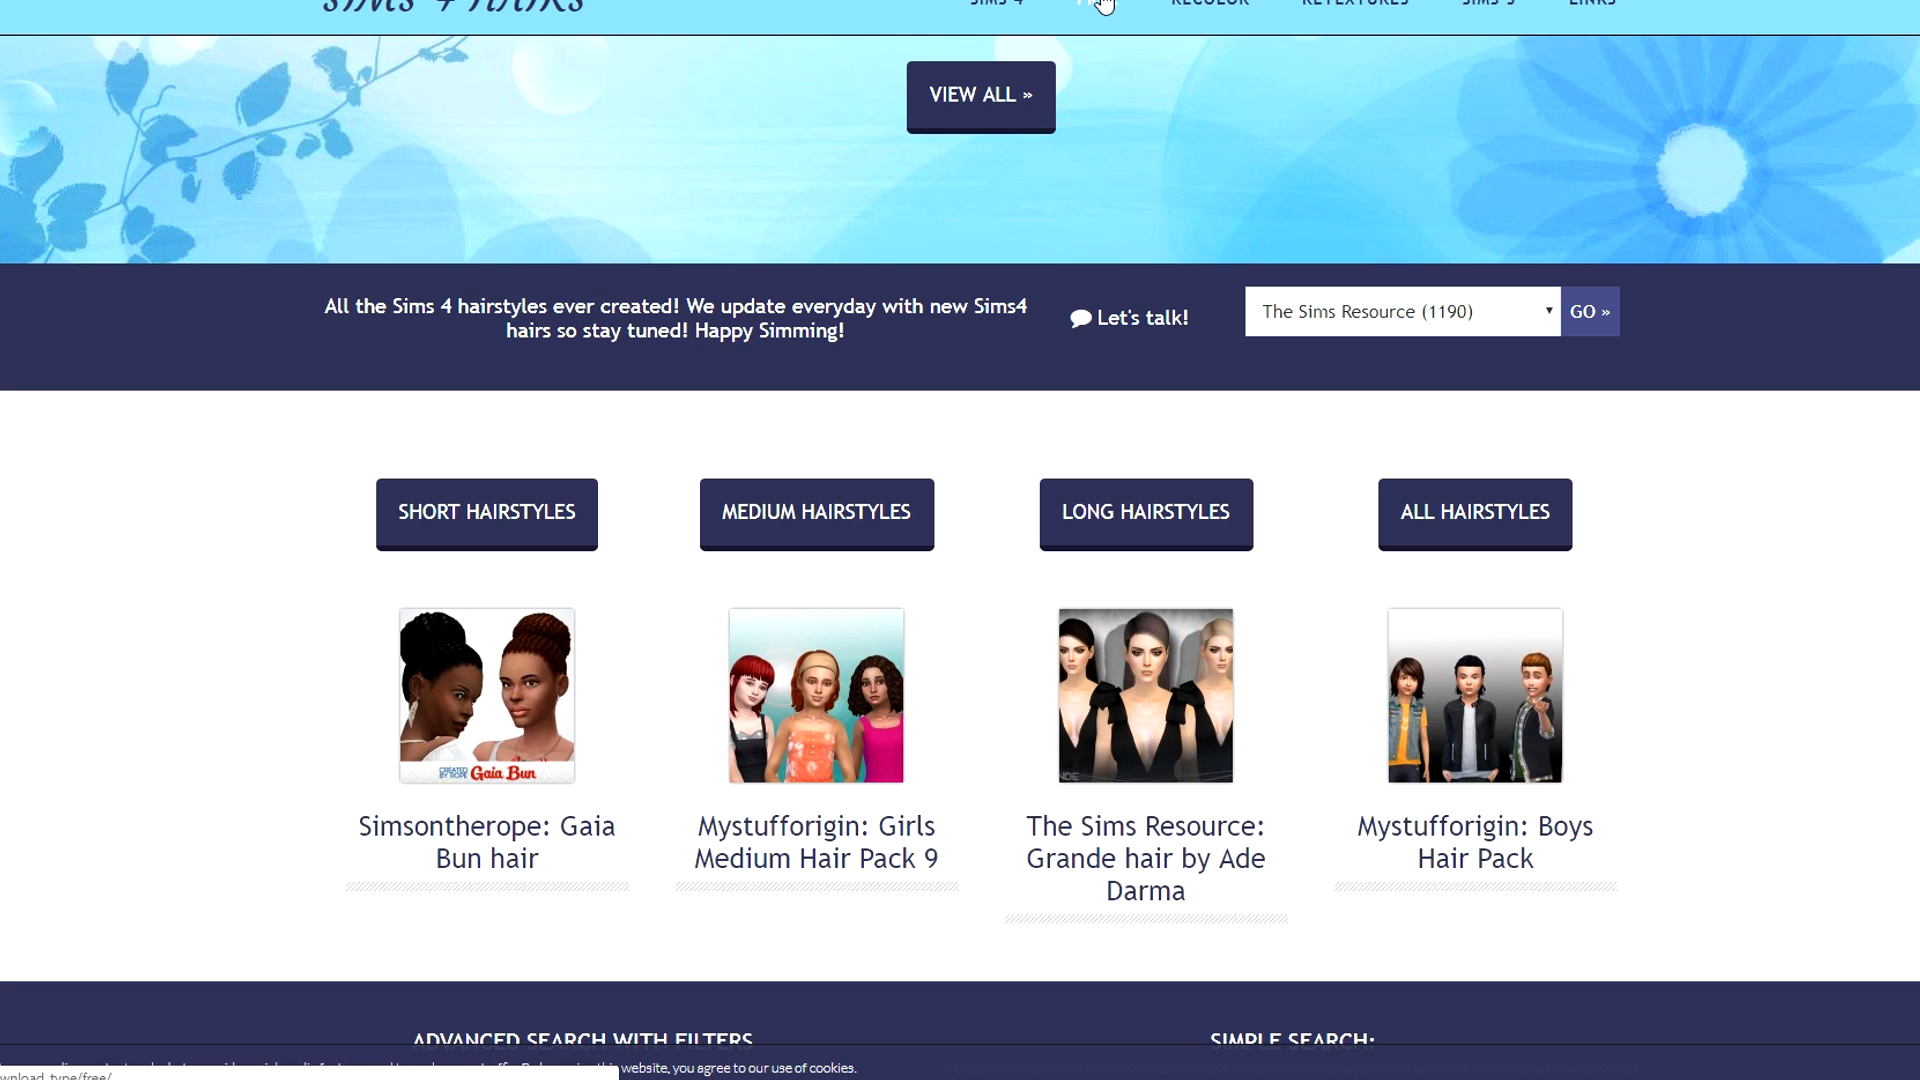 SIMS 4 HAIRS
SIMS 4 RECOLOR RETEXTURES SIMS 3 LINKS
VIEW ALL »
All the Sims 4 hairstyles ever created! We update everyday with new Sims4
hairs so stay tuned! Happy Simming!
Let's talk!
The Sims Resource (1190)
GO »
SHORT HAIRSTYLES
MEDIUM HAIRSTYLES
LONG HAIRSTYLES
ALL HAIRSTYLES
CREATED
BY ROPE Gaia Bun
Simsontherope: Gaia
Bun hair
Mystufforigin: Girls
Medium Hair Pack 9
The Sims Resource:
Grande hair by Ade
Darma
Mystufforigin: Boys
Hair Pack
ADVANCED SEARCH WITH FILTERS
SIMPLE SEARCH:
website, you agree to our use of cookies.
wnload_type/free/